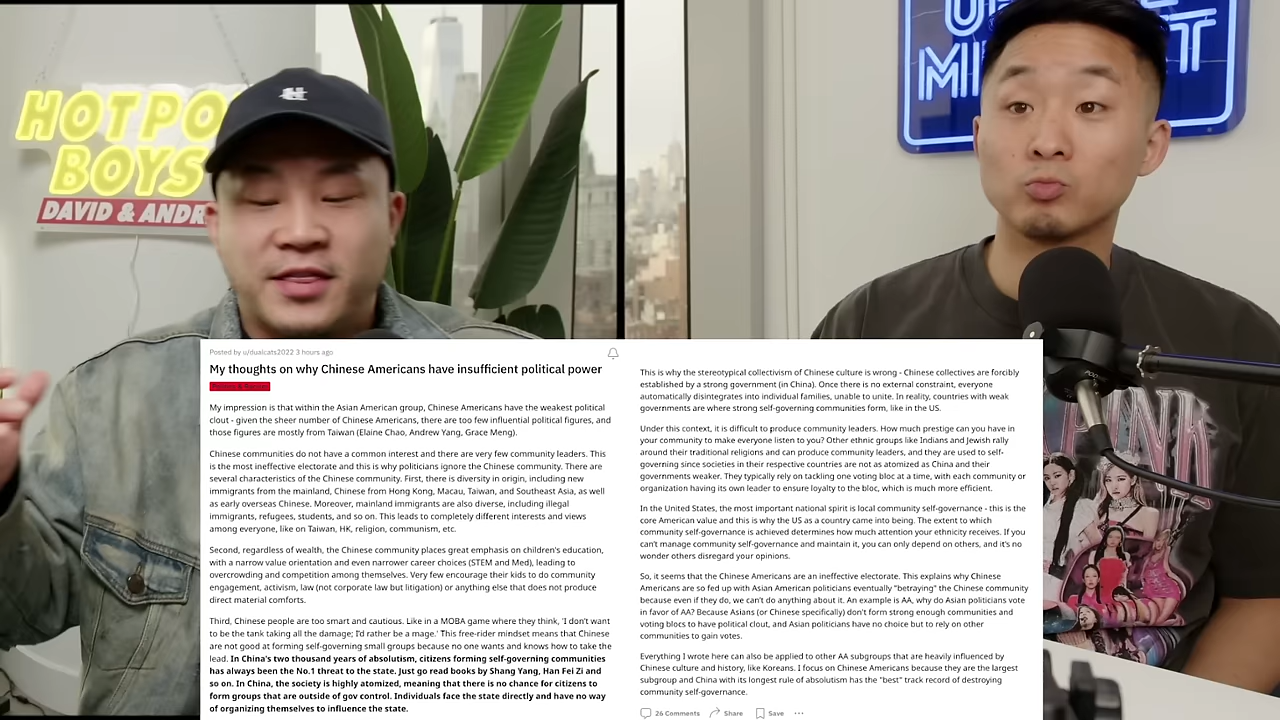 HOTPO
BOYS
DAVID & ANDR
H
U
M T
Posted by u/dualcats2022 3 hours ago
My thoughts on why Chinese Americans have insufficient political power
My impression is that within the Asian American group, Chinese Americans have the weakest political
clout - given the sheer number of Chinese Americans, there are too few influential political figures, and
those figures are mostly from Taiwan (Elaine Chao, Andrew Yang, Grace Meng).
Chinese communities do not have a common interest and there are very few community leaders. This
is the most ineffective electorate and this is why politicians ignore the Chinese community. There are
several characteristics of the Chinese community. First, there is diversity in origin, including new
immigrants from the mainland, Chinese from Hong Kong, Macau, Taiwan, and Southeast Asia, as well
as early overseas Chinese. Moreover, mainland immigrants are also diverse, including illegal
immigrants, refugees, students, and so on. This leads to completely different interests and views
among everyone, like on Taiwan, HK, religion, communism, etc.
Second, regardless of wealth, the Chinese community places great emphasis on children's education,
with a narrow value orientation and even narrower career choices (STEM and Med), leading to
overcrowding and competition among themselves. Very few encourage their kids to do community
engagement, activism, law (not corporate law but litigation) or anything else that does not produce
direct material comforts.
Third, Chinese people are too smart and cautious. Like in a MOBA game where they think, 'I don't want
to be the tank taking all the damage; I'd rather be a mage.' This free-rider mindset means that Chinese
are not good at forming self-governing small groups because no one wants and knows how to take the
lead. In China's two thousand years of absolutism, citizens forming self-governing communities
has always been the No.1 threat to the state. Just go read books by Shang Yang, Han Fei Zi and
so on. In China, the society is highly atomized, meaning that there is no chance for citizens to
form groups that are outside of gov control. Individuals face the state directly and have no way
of organizing themselves to influence the state.
This is why the stereotypical collectivism of Chinese culture is wrong - Chinese collectives are forcibly
established by a strong government (in China). Once there is no external constraint, everyone
automatically disintegrates into individual families, unable to unite. In reality, countries with weak
governments are where strong self-governing communities form, like in the US.
Under this context, it is difficult to produce community leaders. How much prestige can you have in
your community to make everyone listen to you? Other ethnic groups like Indians and Jewish rally
around their traditional religions and can produce community leaders, and they are used to self-
governing since societies in their respective countries are not as atomized as China and their
governments weaker. They typically rely on tackling one voting bloc at a time, with each community or
organization having its own leader to ensure loyalty to the bloc, which is much more efficient.
In the United States, the most important national spirit is local community self-governance - this is the
core American value and this is why the US as a country came into being. The extent to which
community self-governance is achieved determines how much attention your ethnicity receives. If you
can't manage community self-governance and maintain it, you can only depend on others, and it's no
wonder others disregard your opinions.
So, it seems that the Chinese Americans are an ineffective electorate. This explains why Chinese
Americans are so fed up with Asian American politicians eventually "betraying" the Chinese community
because even if they do, we can't do anything about it. An example is AA, why do Asian politicians vote
in favor of AA? Because Asians (or Chinese specifically) don't form strong enough communities and
voting blocs to have political clout, and Asian politicians have no choice but to rely on other
communities to gain votes.
Everything I wrote here can also be applied to other AA subgroups that are heavily influenced by
Chinese culture and history, like Koreans. I focus on Chinese Americans because they are the largest
subgroup and China with its longest rule of absolutism has the "best" track record of destroying
community self-governance.
26 Comments Share Save ...
INK